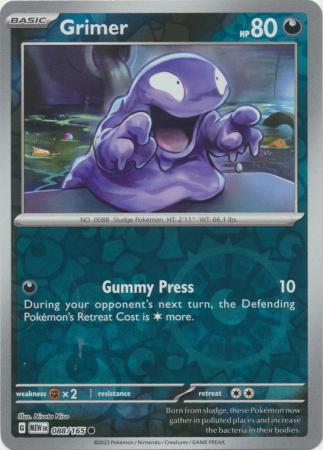 BASIC
Grimer
HP 80
NO. 0088 Sludge Pokémon HT: 2'11" WT: 66.1 lbs.
Gummy Press 10
During your opponent's next turn, the Defending
Pokémon's Retreat Cost is more.
weakness ×2 resistance retreat
Illus. Nisota Niso
G MEW EN 088/165
Born from sludge, these Pokémon now
gather in polluted places and increase
the bacteria in their bodies.
©2023 Pokémon / Nintendo / Creatures / GAME FREAK